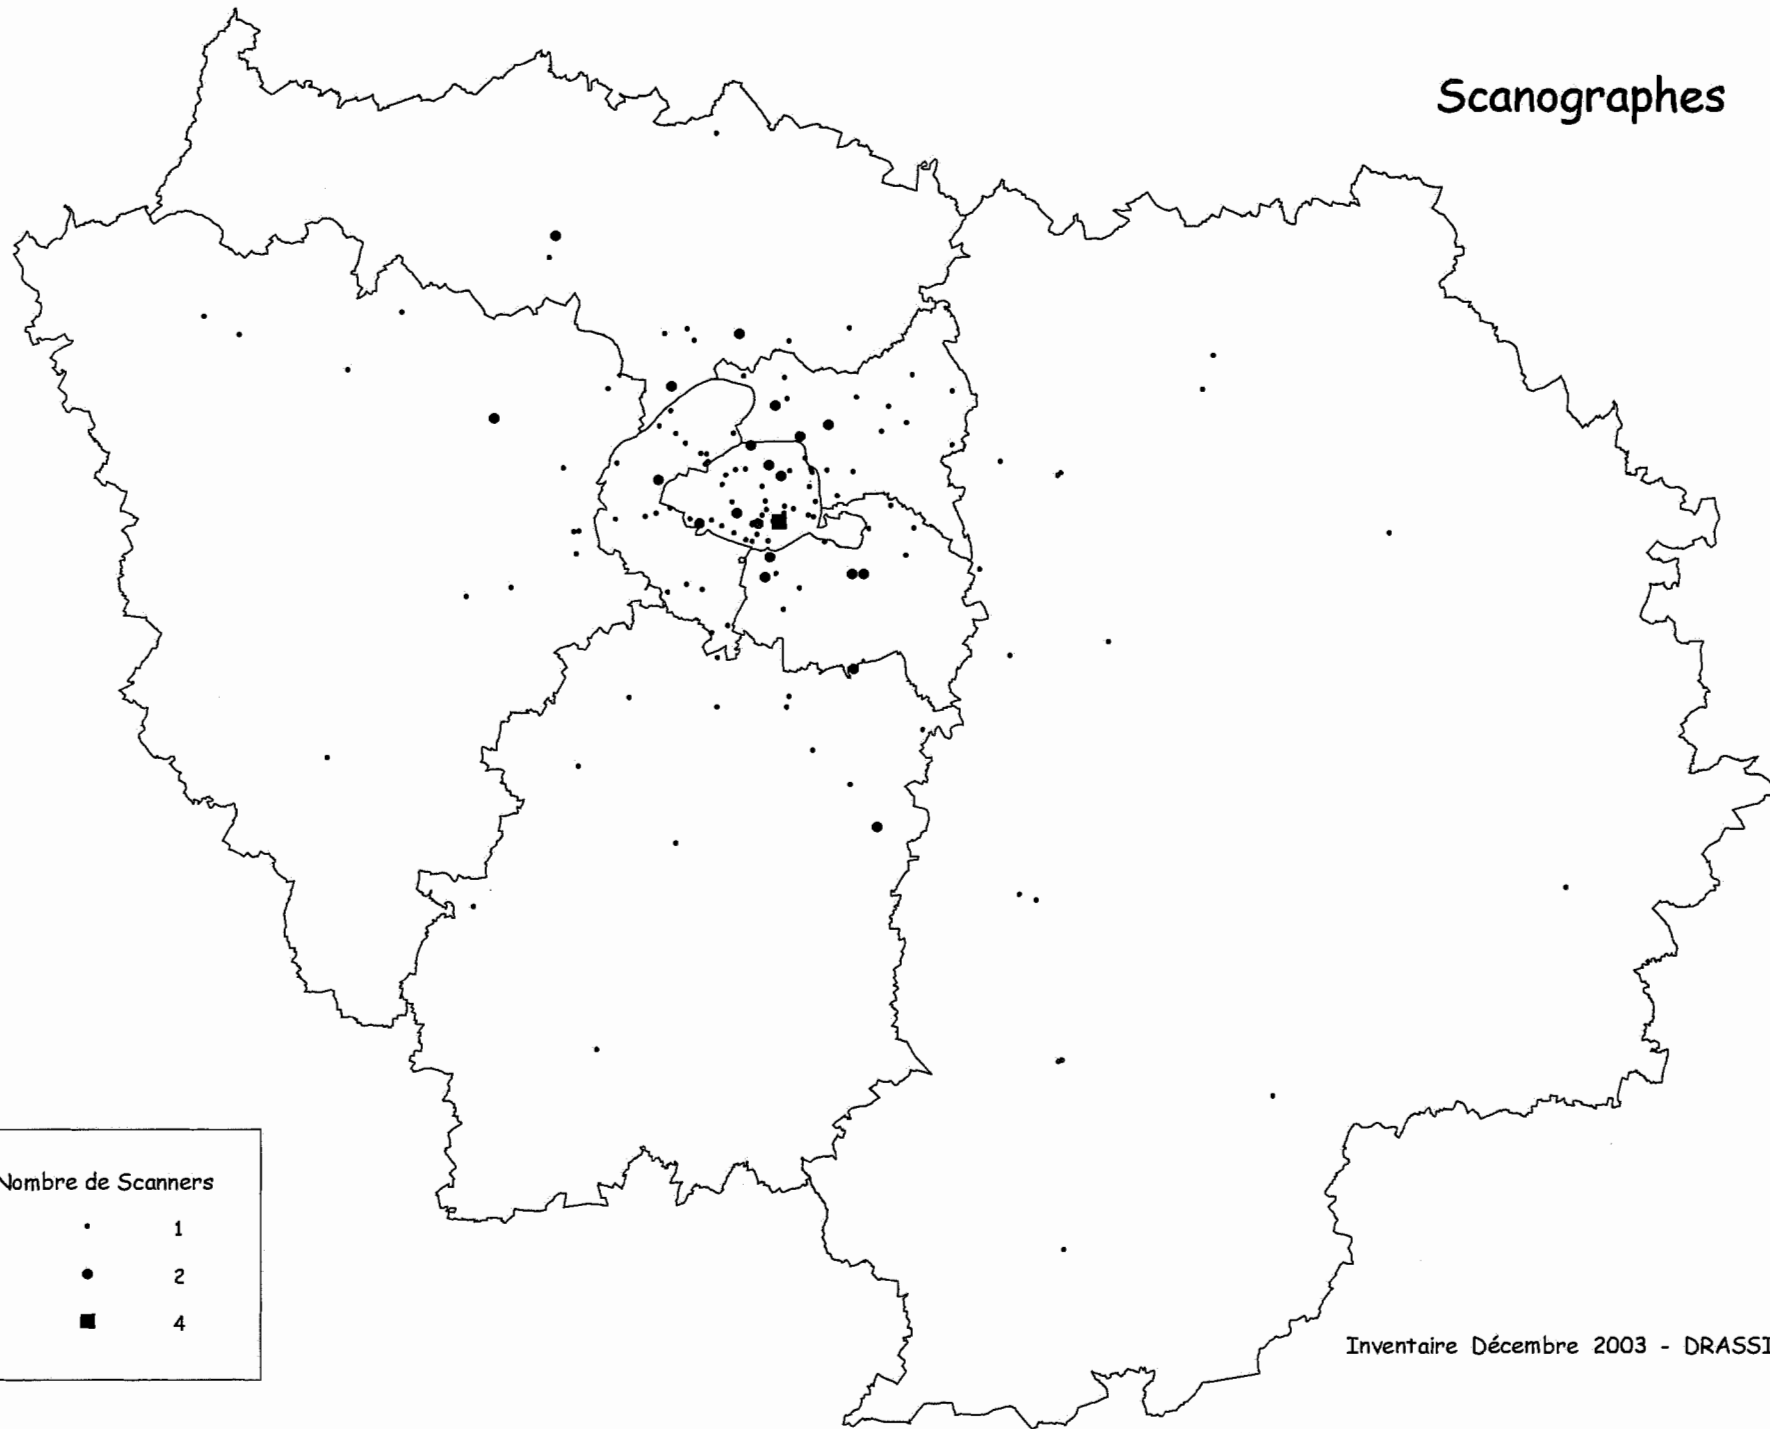 Scanographes
Nombre de Scanners
1
2
4
Inventaire Décembre 2003 - DRASSI